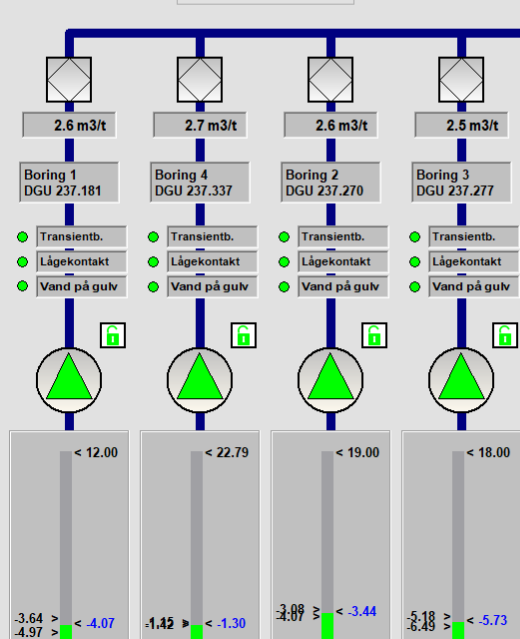 2.6 m3/t
2.7 m3/t
2.6 m3/t
2.5 m3/t
Boring 1
DGU 237.181
Boring 4
DGU 237.337
Boring 2
DGU 237.270
Boring 3
DGU 237.277
Transientb.
Transientb.
Transientb.
Transientb.
Lågekontakt
Lågekontakt
Lågekontakt
Lågekontakt
Vand på gulv
Vand på gulv
Vand på gulv
Vand på gulv
< 12.00
< 22.79
< 19.00
< 18.00
-3.64 >
-4.97 >
< -4.07
< -1.30
-3.08 >
-4.07 >
< -3.44
-5.18 >
-6.49 >
< -5.73